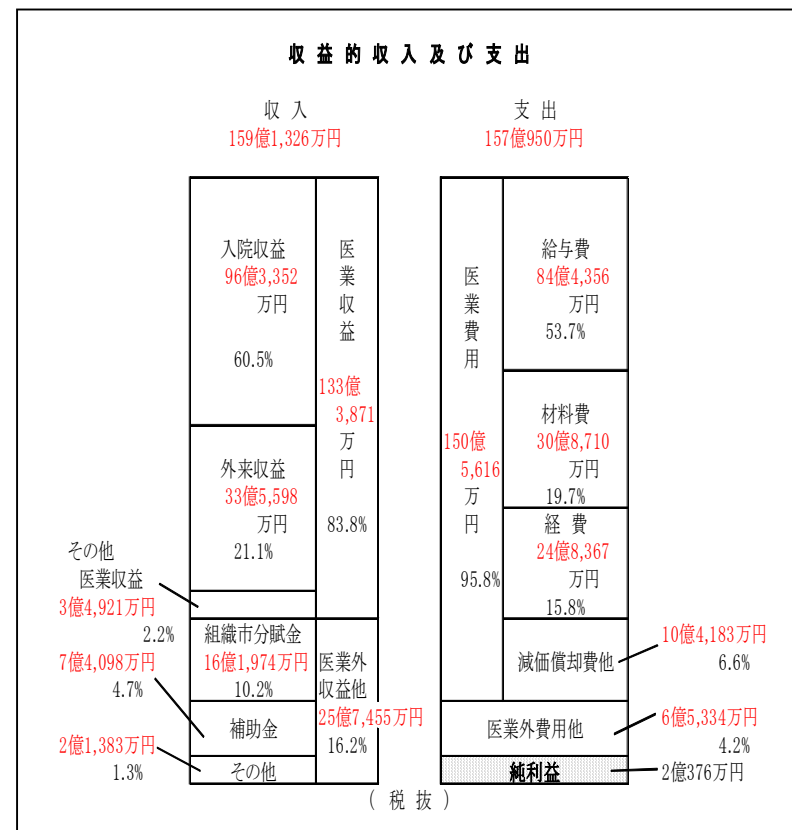 収益的収入及び支出
収 入
159億1,326万円
支 出
157億950万円
入院収益
96億3,352
万円
60.5%
医
業
収
益
133億
3,871
万
円
83.8%
外来収益
33億5,598
万円
21.1%
その他
医業収益
3億4,921万円
2.2%
組織市分賦金
16億1,974万円
10.2%
7億4,098万円
4.7%
補助金
2億1,383万円
1.3%
その他
医業外
収益他
25億7,455万円
16.2%
医
業
費
用
150億
5,616
万
円
95.8%
給与費
84億4,356
万円
53.7%
材料費
30億8,710
万円
19.7%
経 費
24億8,367
万円
15.8%
減価償却費他
10億4,183万円
6.6%
医業外費用他
6億5,334万円
4.2%
純利益
2億376万円
( 税 抜 )